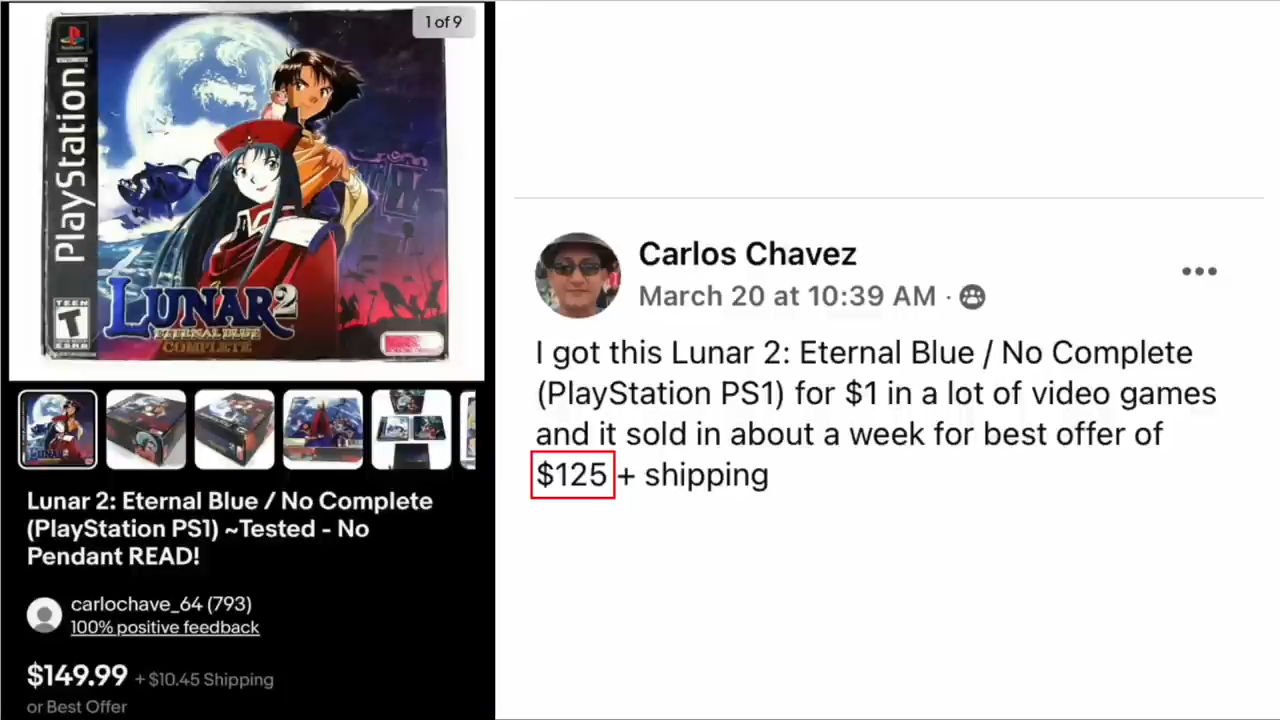 1 of 9
PlayStation
PlayStation
LUNAR 2
ETERNAL BLUE
COMPLETE
TEEN
T
ESRB
Lunar 2: Eternal Blue / No Complete
(PlayStation PS1) ~Tested - No
Pendant READ!
carlochave_64 (793)
100% positive feedback
$149.99 + $10.45 Shipping
or Best Offer
Carlos Chavez
March 20 at 10:39 AM ·
I got this Lunar 2: Eternal Blue / No Complete
(PlayStation PS1) for $1 in a lot of video games
and it sold in about a week for best offer of
$125 + shipping